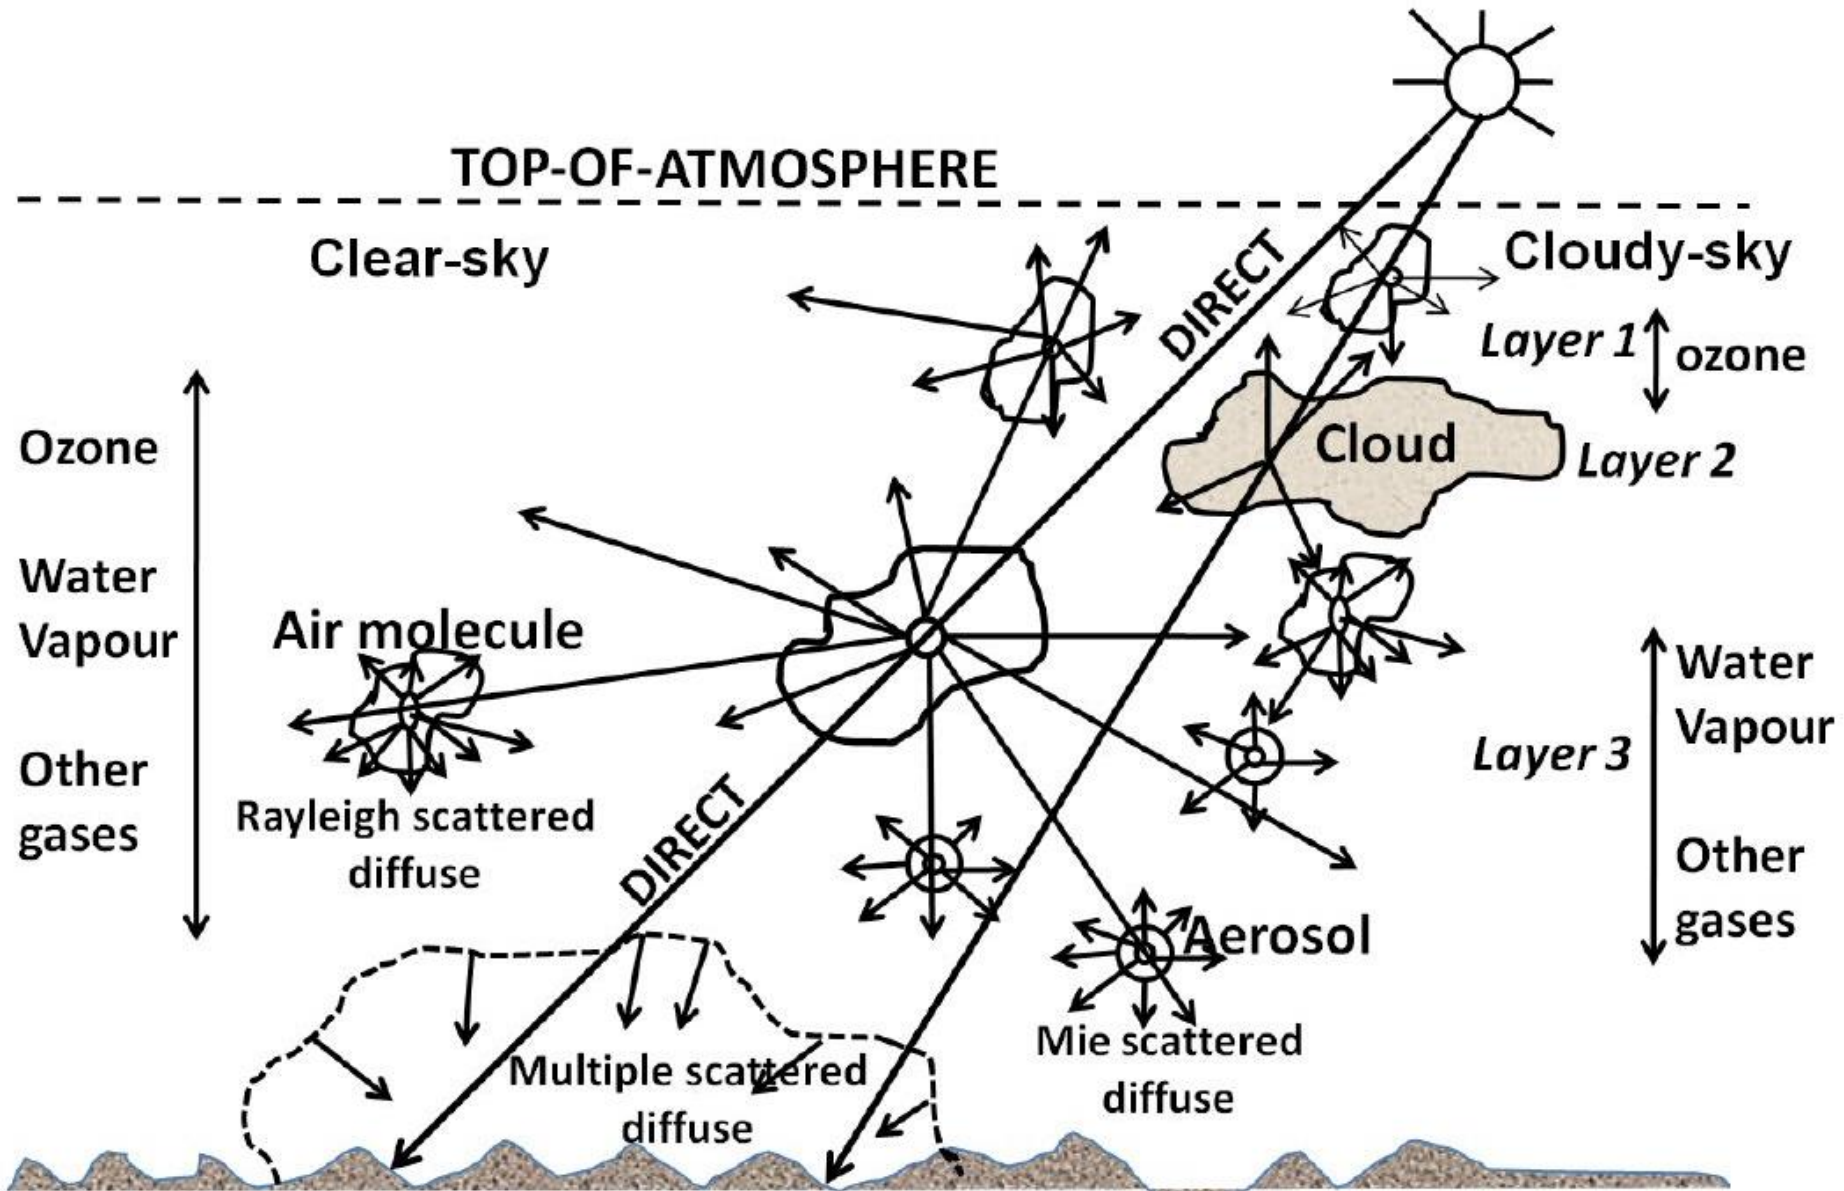 TOP-OF-ATMOSPHERE
Clear-sky
Cloudy-sky
DIRECT
Layer 1
ozone
Ozone
Cloud
Layer 2
Water
Vapour
Air molecule
Water
Vapour
Layer 3
Other
gases
Rayleigh scattered
diffuse
DIRECT
Other
gases
Aerosol
Mie scattered
diffuse
Multiple scattered
diffuse